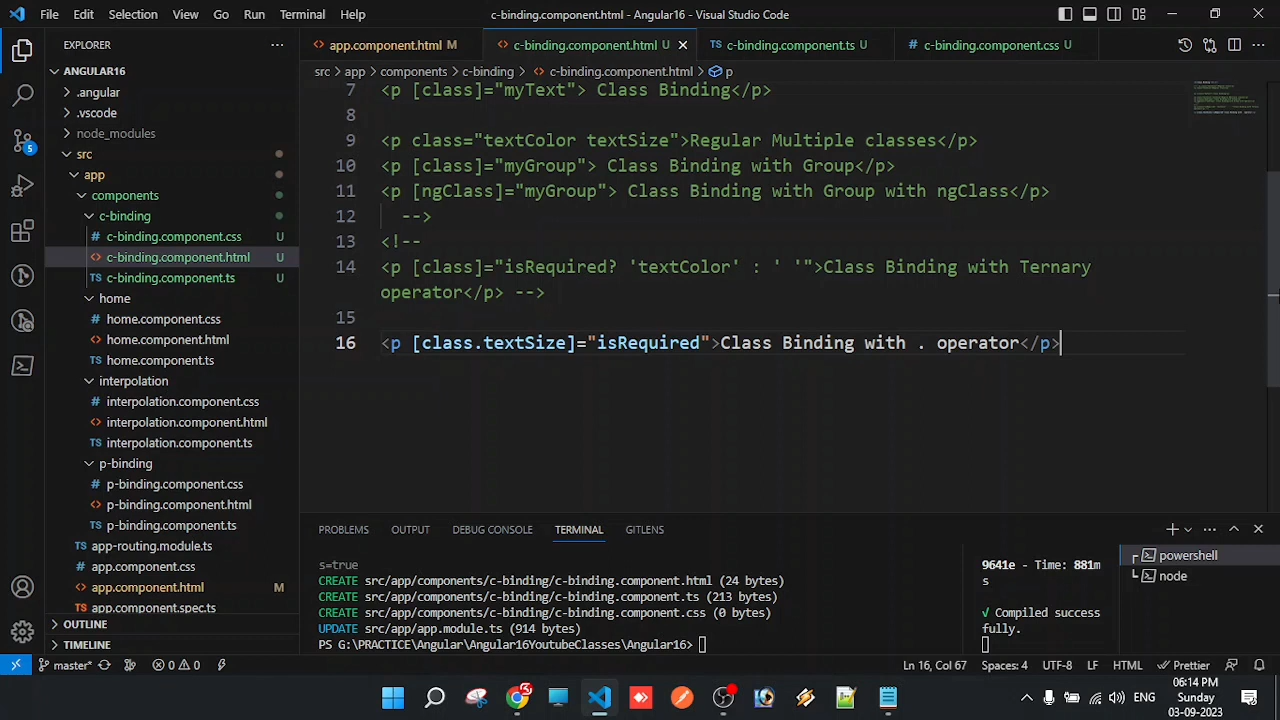 File Edit Selection View Go Run Terminal Help c-binding.component.html - Angular16 - Visual Studio Code
EXPLORER
ANGULAR16
.angular
.vscode
node_modules
src
app
components
c-binding
# c-binding.component.css U
<> c-binding.component.html U
TS c-binding.component.ts U
home
# home.component.css
<> home.component.html
TS home.component.ts
interpolation
# interpolation.component.css
<> interpolation.component.html
TS interpolation.component.ts
p-binding
# p-binding.component.css
<> p-binding.component.html
TS p-binding.component.ts
TS app-routing.module.ts
# app.component.css
<> app.component.html M
TS app.component.spec.ts
OUTLINE
TIMELINE
<> app.component.html M <> c-binding.component.html U TS c-binding.component.ts U # c-binding.component.css U
src > app > components > c-binding > <> c-binding.component.html > p
7 <p [class]="myText"> Class Binding</p>
8
9 <p class="textColor textSize">Regular Multiple classes</p>
10 <p [class]="myGroup"> Class Binding with Group</p>
11 <p [ngClass]="myGroup"> Class Binding with Group with ngClass</p>
12 -->
13 <!--
14 <p [class]="isRequired? 'textColor' : ' '">Class Binding with Ternary
operator</p> -->
15
16 <p [class.textSize]="isRequired">Class Binding with . operator</p>
PROBLEMS OUTPUT DEBUG CONSOLE TERMINAL GITLENS
s=true
CREATE src/app/components/c-binding/c-binding.component.html (24 bytes)
CREATE src/app/components/c-binding/c-binding.component.ts (213 bytes)
CREATE src/app/components/c-binding/c-binding.component.css (0 bytes)
UPDATE src/app/app.module.ts (914 bytes)
PS G:\PRACTICE\Angular\Angular16YoutubeClasses\Angular16>
9641e - Time: 881m
s
√ Compiled success
fully.
powershell
node
5
master* 0 0 Ln 16, Col 67 Spaces: 4 UTF-8 LF HTML Prettier
ENG
06:14 PM
Sunday
03-09-2023